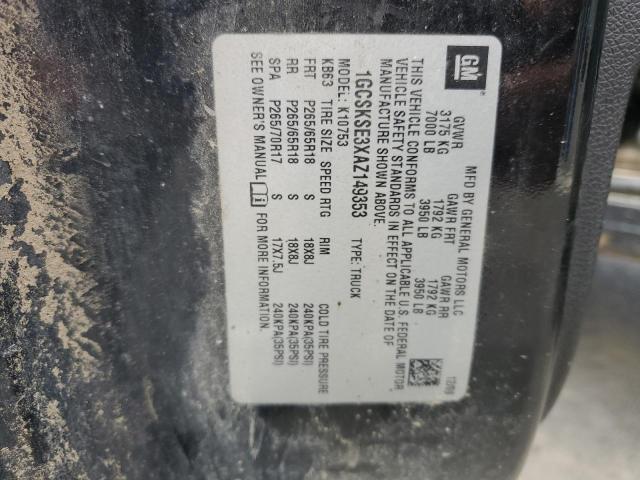 GM
MFD BY GENERAL MOTORS LLC 12/09
GVWR GAWR FRT GAWR RR
3175 KG 1792 KG 1792 KG
7000 LB 3950 LB 3950 LB
THIS VEHICLE CONFORMS TO ALL APPLICABLE U.S. FEDERAL MOTOR
VEHICLE SAFETY STANDARDS IN EFFECT ON THE DATE OF
MANUFACTURE SHOWN ABOVE.
1GCSKSE3XAZ149353 TYPE: TRUCK
MODEL: K10753
KB63 TIRE SIZE SPEED RTG RIM COLD TIRE PRESSURE
FRT P265/65R18 S 18X8J 240KPA(35PSI)
RR P265/65R18 S 18X8J 240KPA(35PSI)
SPA P265/70R17 S 17X7.5J 240KPA(35PSI)
SEE OWNER'S MANUAL i FOR MORE INFORMATION.